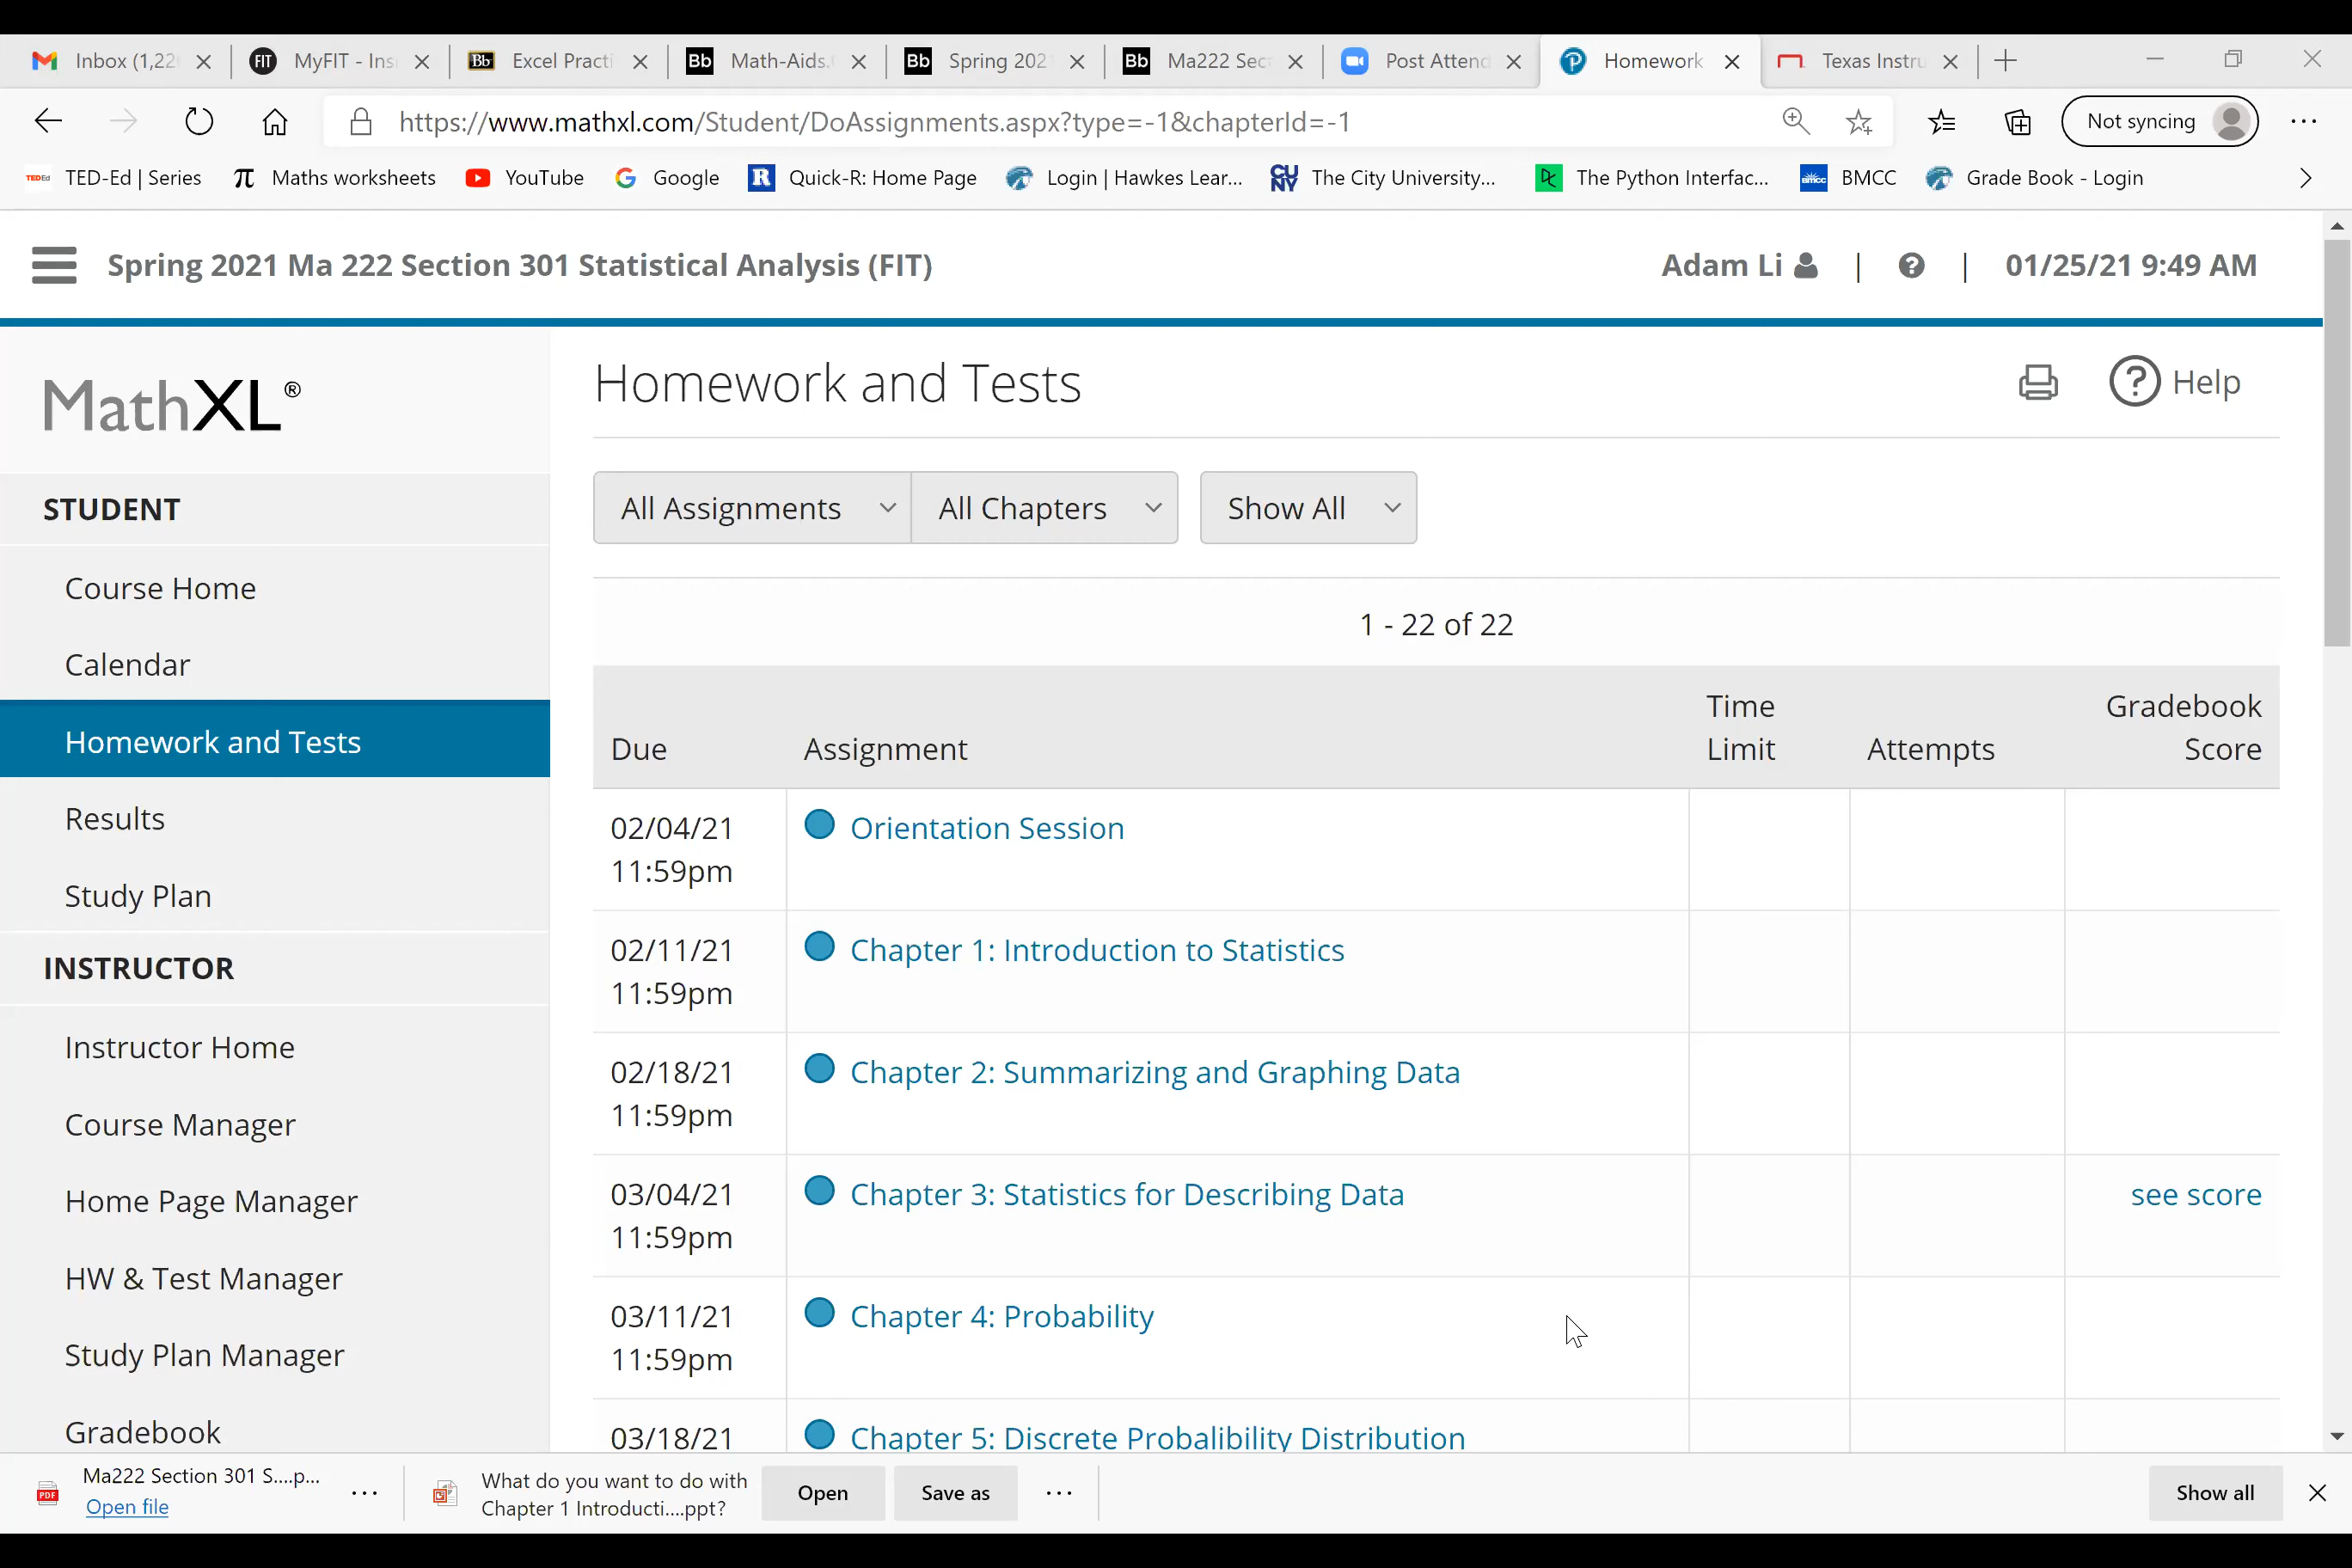 Inbox (1,22 MyFIT - Ins Excel Practi Math-Aids. Spring 202 Ma222 Sec Post Attend Homework Texas Instru
https://www.mathxl.com/Student/DoAssignments.aspx?type=-1&chapterId=-1 Not syncing
TED-Ed | Series Maths worksheets YouTube Google Quick-R: Home Page Login | Hawkes Lear... The City University... The Python Interfac... BMCC Grade Book - Login
Spring 2021 Ma 222 Section 301 Statistical Analysis (FIT) Adam Li | ? | 01/25/21 9:49 AM
MathXL®
Homework and Tests ? Help
STUDENT
Course Home
Calendar
Homework and Tests
Results
Study Plan
INSTRUCTOR
Instructor Home
Course Manager
Home Page Manager
HW & Test Manager
Study Plan Manager
Gradebook
All Assignments All Chapters Show All
1 - 22 of 22
Due Assignment Time Limit Attempts Gradebook Score
02/04/21 Orientation Session
11:59pm
02/11/21 Chapter 1: Introduction to Statistics
11:59pm
02/18/21 Chapter 2: Summarizing and Graphing Data
11:59pm
03/04/21 Chapter 3: Statistics for Describing Data see score
11:59pm
03/11/21 Chapter 4: Probability
11:59pm
03/18/21 Chapter 5: Discrete Probalibility Distribution
Ma222 Section 301 S....p...
Open file
What do you want to do with
Chapter 1 Introducti....ppt?
Open Save as Show all